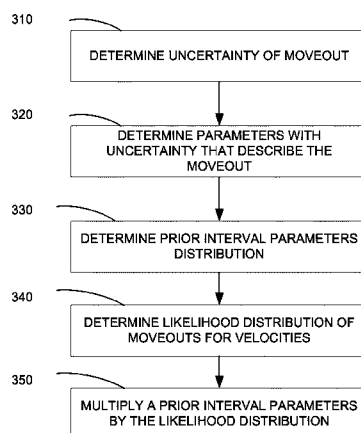 310
DETERMINE UNCERTAINTY OF MOVEOUT
320
DETERMINE PARAMETERS WITH
UNCERTAINTY THAT DESCRIBE THE
MOVEOUT
330
DETERMINE PRIOR INTERVAL PARAMETERS
DISTRIBUTION
340
DETERMINE LIKELIHOOD DISTRIBUTION OF
MOVEOUTS FOR VELOCITIES
350
MULTIPLY A PRIOR INTERVAL PARAMETERS
BY THE LIKELIHOOD DISTRIBUTION